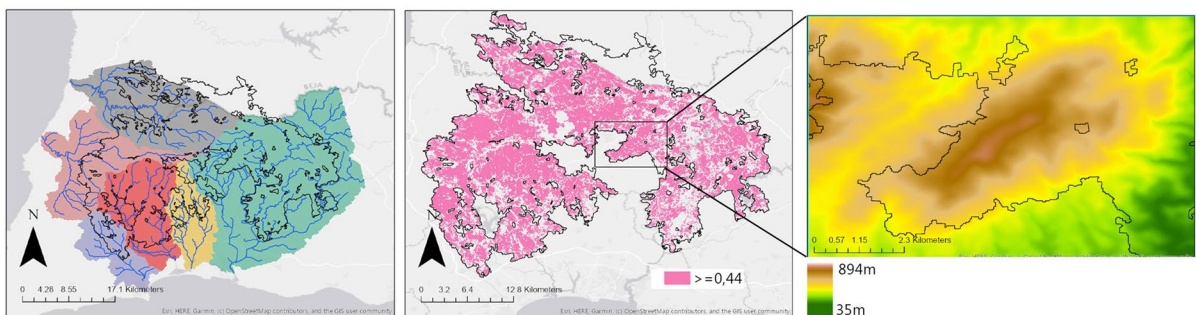 BEJA
N
0 4.28 8.55 17.1 Kilometers
Esri, HERE, Garmin, (c) OpenStreetMap contributors, and the GIS user community
N
>=0,44
0 3.2 6.4 12.8 Kilometers
Esri, HERE, Garmin, (c) OpenStreetMap contributors, and the GIS user community
0 0.57 1.15 2.3 Kilometers
894m
35m